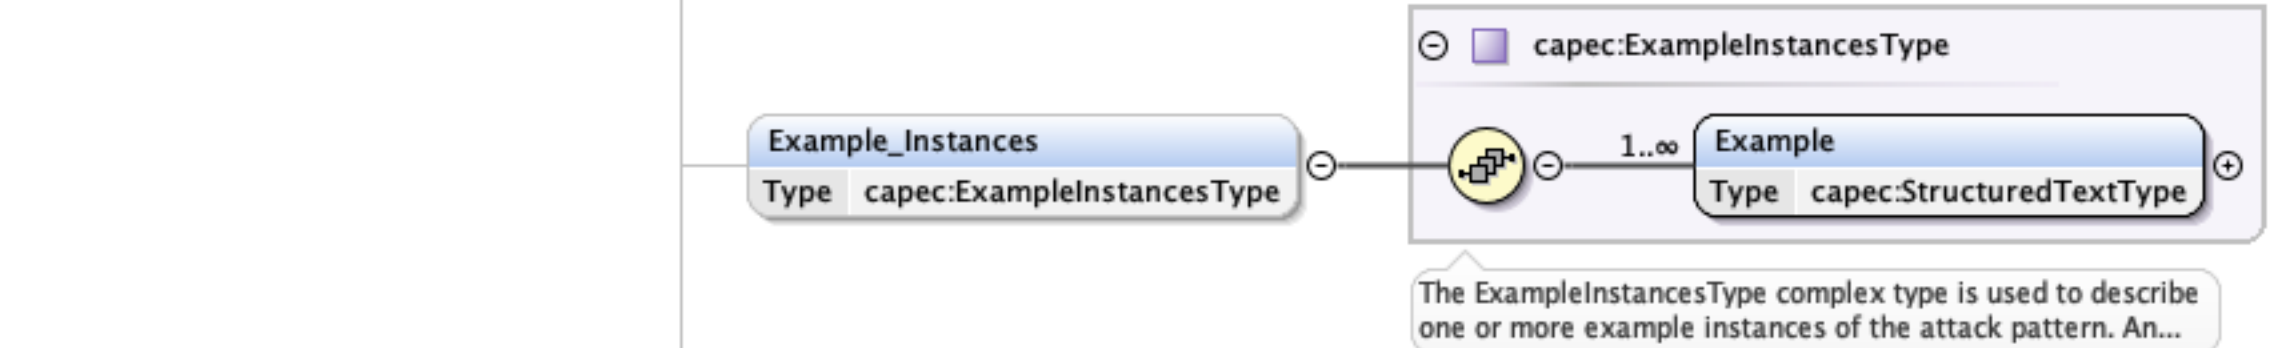 capec:ExampleInstancesType
Example_Instances
Type capec:ExampleInstancesType
1..∞
Example
Type capec:StructuredTextType
The ExampleInstancesType complex type is used to describe
one or more example instances of the attack pattern. An...